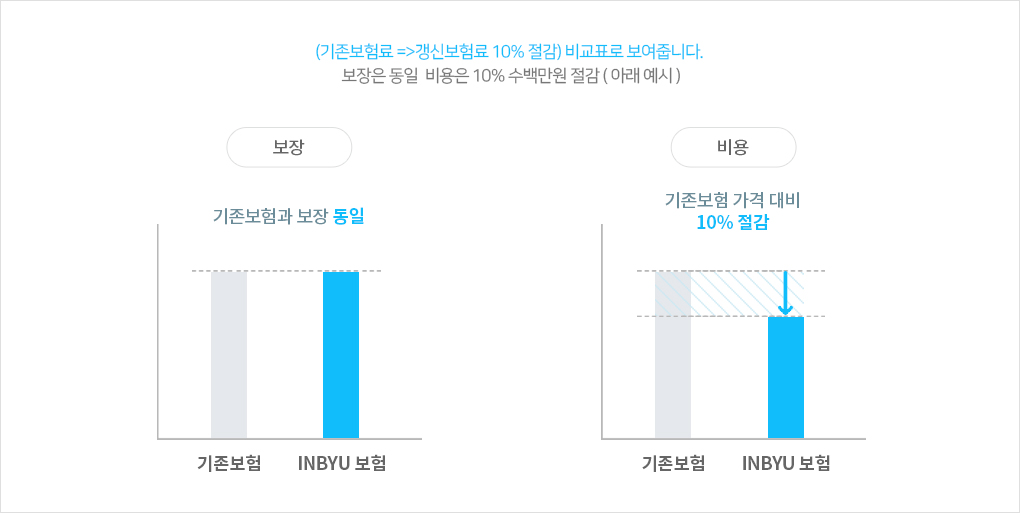 (기존보험료 =>갱신보험료 10% 절감) 비교표로 보여줍니다.
보장은 동일 비용은 10% 수백만원 절감 ( 아래 예시 )
보장
기존보험과 보장 동일
기존보험
INBYU 보험
비용
기존보험 가격 대비
10% 절감
기존보험
INBYU 보험